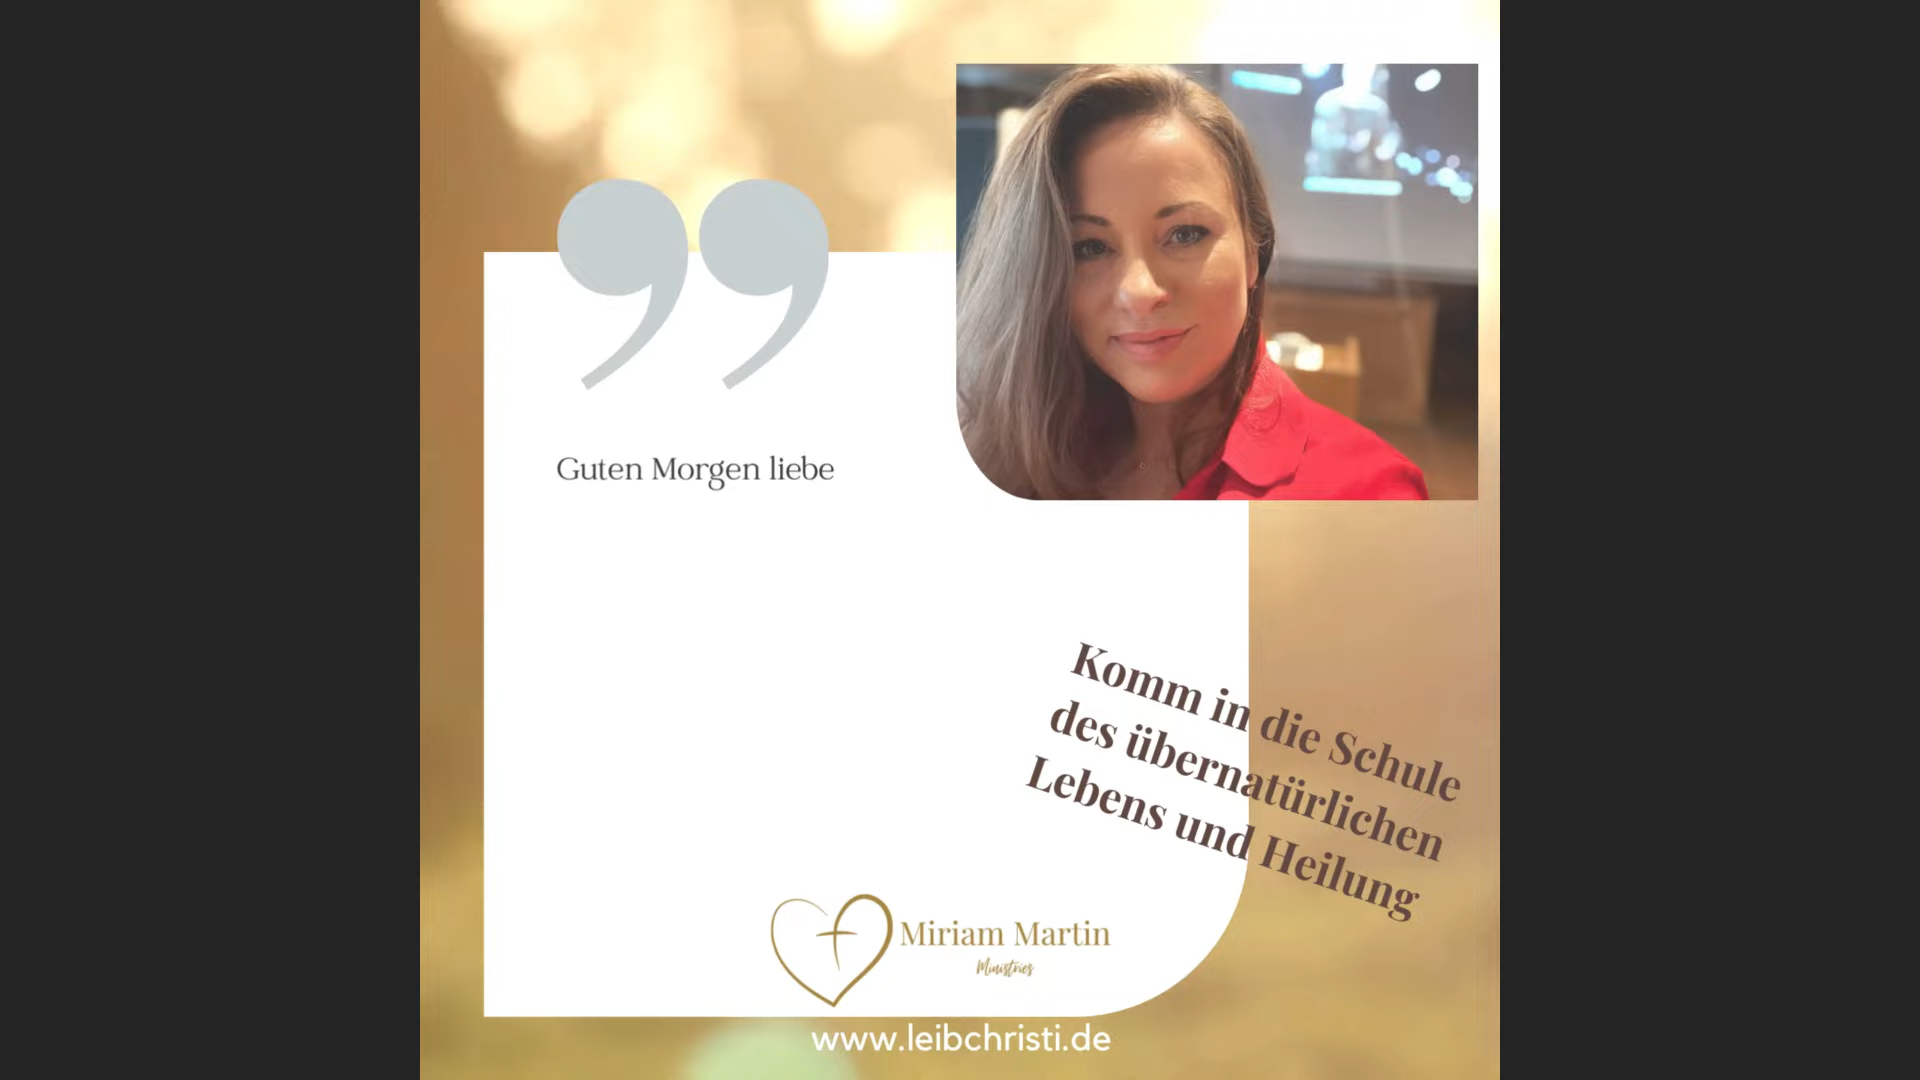 Guten Morgen liebe
Komm in die Schule
des übernatürlichen
Lebens und Heilung
Miriam Martin
Ministries
www.leibchristi.de